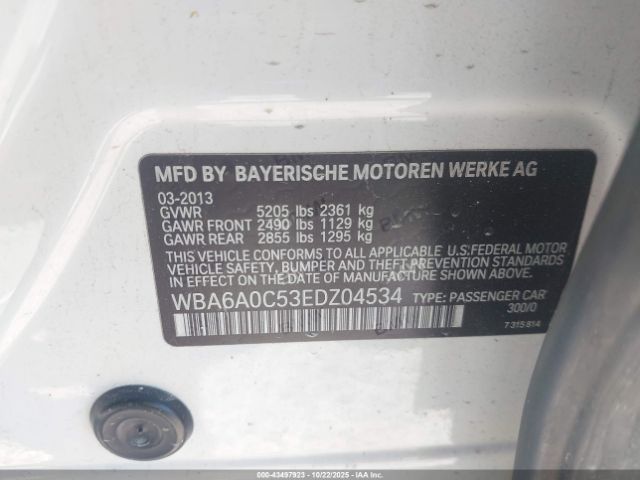 MFD BY BAYERISCHE MOTOREN WERKE AG
03-2013
GVWR 5205 lbs 2361 kg
GAWR FRONT 2490 lbs 1129 kg
GAWR REAR 2855 lbs 1295 kg
THIS VEHICLE CONFORMS TO ALL APPLICABLE U.S.FEDERAL MOTOR
VEHICLE SAFETY, BUMPER, AND THEFT PREVENTION STANDARDS
IN EFFECT ON THE DATE OF MANUFACTURE SHOWN ABOVE.
WBA6A0C53EDZ04534 TYPE: PASSENGER CAR
300/0
7 315 814
000-43497923 | 10/22/2025 - Copyright © IAA